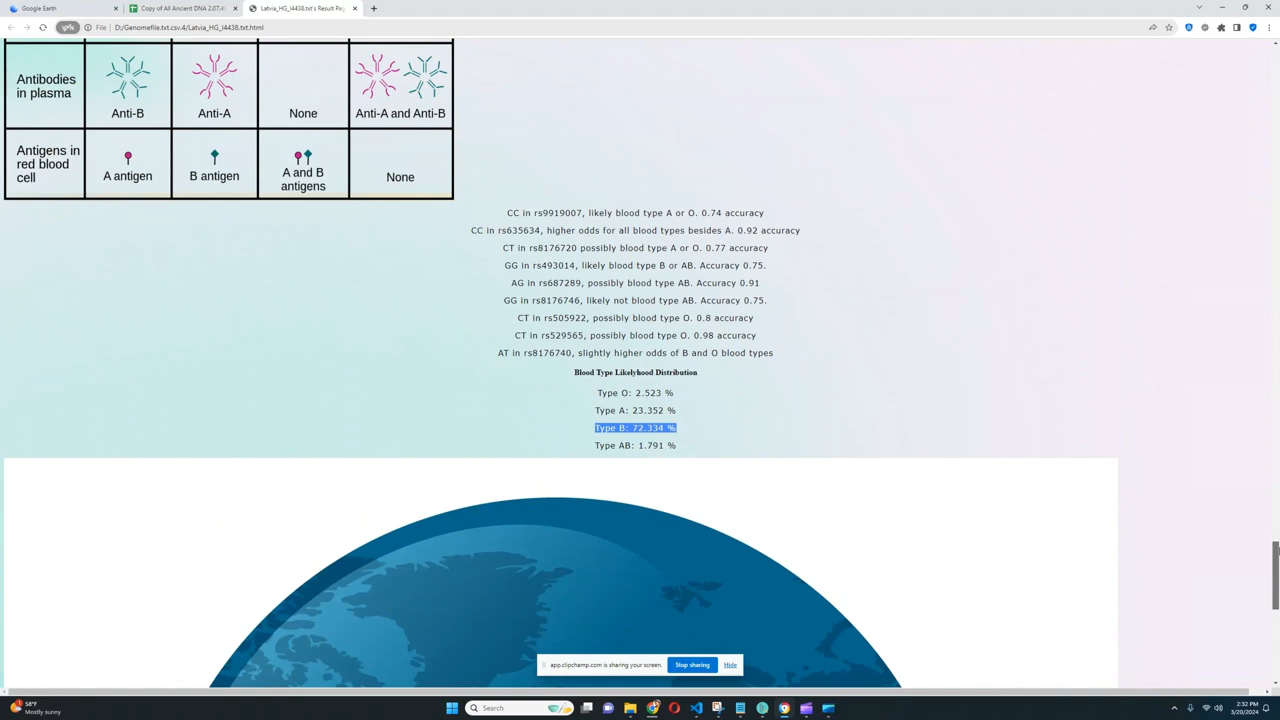 Google Earth
Copy of All Ancient DNA 2.07.4
Latvia_HG_I4438.txt's Result Pag
VPN
File
D:/Genomefile.txt.csv.4/Latvia_HG_I4438.txt.html
Antibodies in plasma
Anti-B
Anti-A
None
Anti-A and Anti-B
Antigens in red blood cell
A antigen
B antigen
A and B antigens
None
CC in rs9919007, likely blood type A or O. 0.74 accuracy
CC in rs635634, higher odds for all blood types besides A. 0.92 accuracy
CT in rs8176720 possibly blood type A or O. 0.77 accuracy
GG in rs493014, likely blood type B or AB. Accuracy 0.75.
AG in rs687289, possibly blood type AB. Accuracy 0.91
GG in rs8176746, likely not blood type AB. Accuracy 0.75.
CT in rs505922, possibly blood type O. 0.8 accuracy
CT in rs529565, possibly blood type O. 0.98 accuracy
AT in rs8176740, slightly higher odds of B and O blood types
Blood Type Likelyhood Distribution
Type O: 2.523 %
Type A: 23.352 %
Type B: 72.334 %
Type AB: 1.791 %
app.clipchamp.com is sharing your screen.
Stop sharing
Hide
58°F
Mostly sunny
Search
2:32 PM
3/20/2024